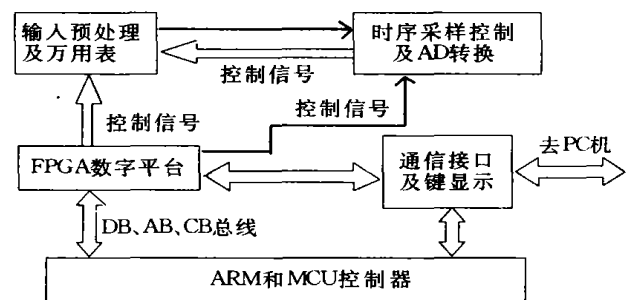 输入预处理
及万用表
时序采样控制
及AD转换
控制信号
控制信号
控制信号
FPGA数字平台
通信接口
及键显示
去PC机
DB、AB、CB总线
ARM和MCU控制器